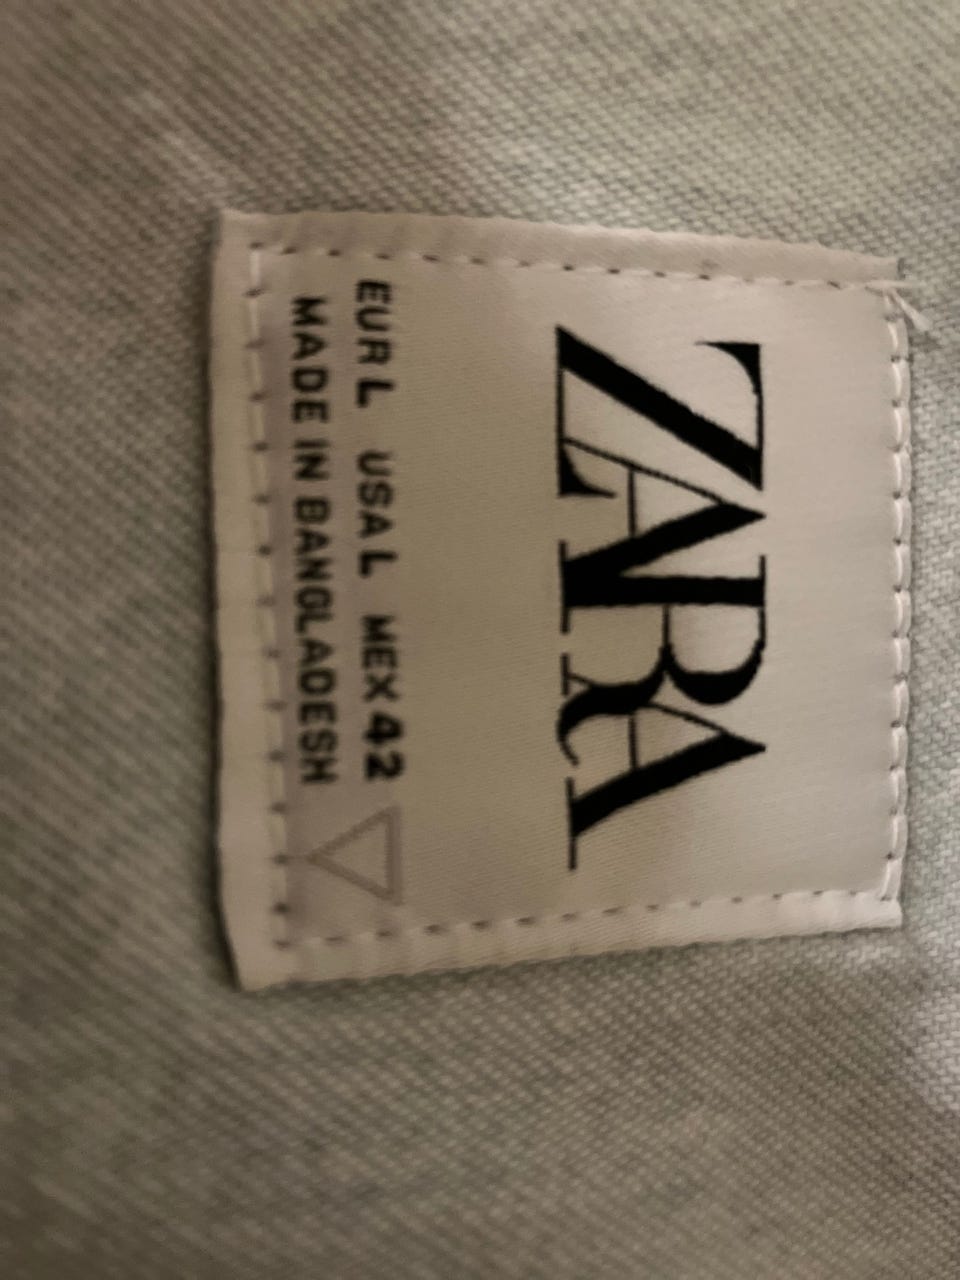 ZARA
EUR L USA L MEX 42
MADE IN BANGLADESH